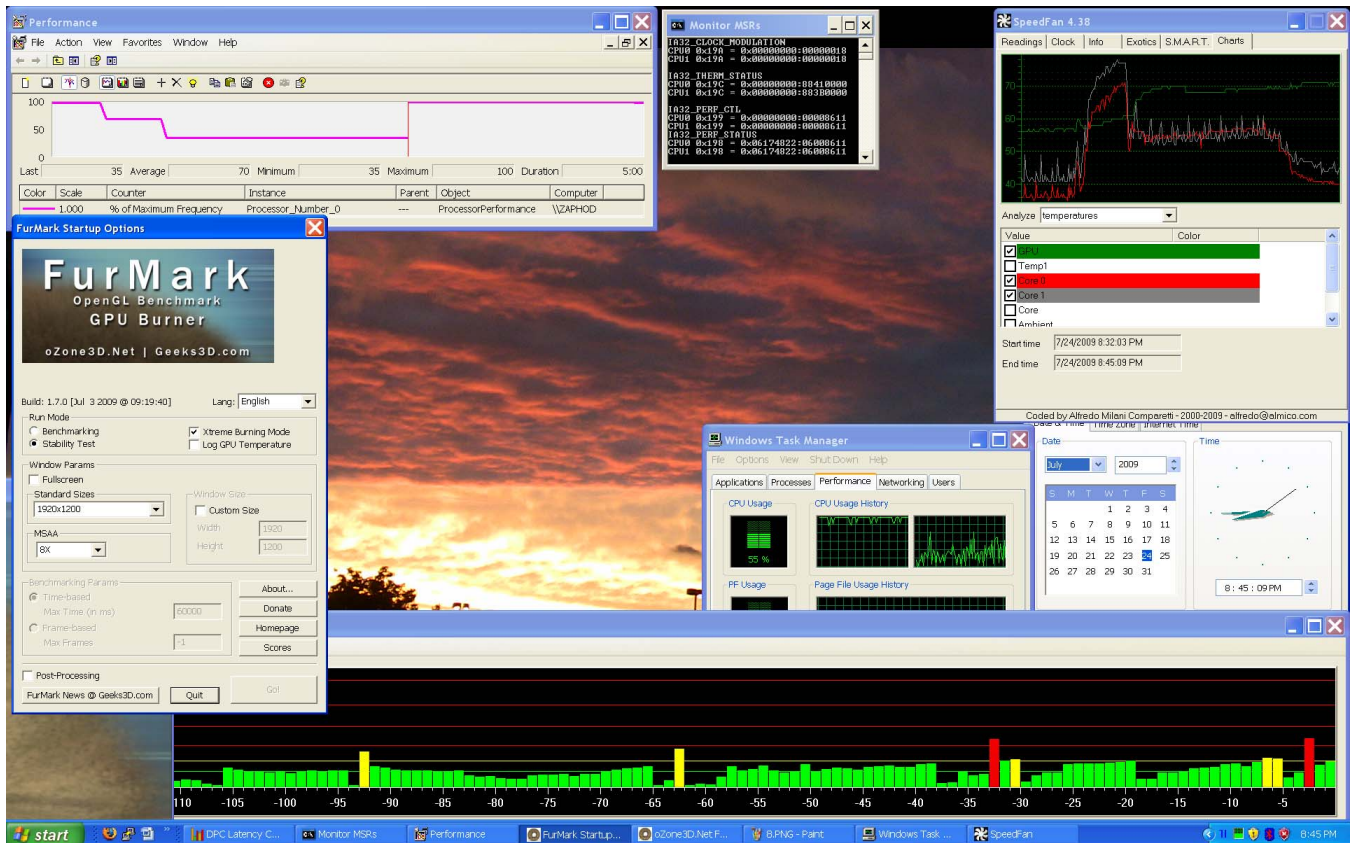 Performance
File Action View Favorites Window Help
100
50
0
Last 35 Average 70 Minimum 35 Maximum 100 Duration 5:00
Color Scale Counter Instance Parent Object Computer
1.000 % of Maximum Frequency Processor_Number_0 --- ProcessorPerformance \\ZAPHOD
Monitor MSRs
IA32_CLOCK_MODULATION
CPU0 0x19A = 0x00000000:00000018
CPU1 0x19A = 0x00000000:00000018
IA32_THERM_STATUS
CPU0 0x19C = 0x00000000:88410000
CPU1 0x19C = 0x00000000:883B0000
IA32_PERF_CTL
CPU0 0x199 = 0x00000000:00008611
CPU1 0x199 = 0x00000000:00008611
IA32_PERF_STATUS
CPU0 0x198 = 0x06174822:06008611
CPU1 0x198 = 0x06174822:06008611
SpeedFan 4.38
Readings Clock Info Exotics S.M.A.R.T. Charts
70
60
50
40
Analyze temperatures
Value Color
GPU
Temp1
Core 0
Core 1
Core
Ambient
Start time 7/24/2009 8:32:03 PM
End time 7/24/2009 8:45:09 PM
Coded by Alfredo Milani Comparetti - 2000-2009 - alfredo@almico.com
FurMark Startup Options
FurMark
OpenGL Benchmark
GPU Burner
oZone3D.Net | Geeks3D.com
Build: 1.7.0 [Jul 3 2009 @ 09:19:40] Lang: English
Run Mode
Benchmarking Xtreme Burning Mode
Stability Test Log GPU Temperature
Window Params
Fullscreen
Standard Sizes Window Size
1920x1200 Custom Size
Width 1920
MSAA
8X Height 1200
Benchmarking Params
Time-based About...
Max Time (in ms) 60000 Donate
Frame-based Homepage
Max Frames -1 Scores
Post-Processing
FurMark News @ Geeks3D.com Quit Go!
Windows Task Manager
File Options View Shut Down Help
Applications Processes Performance Networking Users
CPU Usage CPU Usage History
55 %
PF Usage Page File Usage History
Date & Time Time Zone Internet Time
Date Time
July 2009
S M T W T F S
1 2 3 4
5 6 7 8 9 10 11
12 13 14 15 16 17 18
19 20 21 22 23 24 25
26 27 28 29 30 31
8 : 45 : 09 PM
110 -105 -100 -95 -90 -85 -80 -75 -70 -65 -60 -55 -50 -45 -40 -35 -30 -25 -20 -15 -10 -5
start DPC Latency C... Monitor MSRs Performance FurMark Startup... oZone3D.Net F... 8.PNG - Paint Windows Task ... SpeedFan 8:45 PM